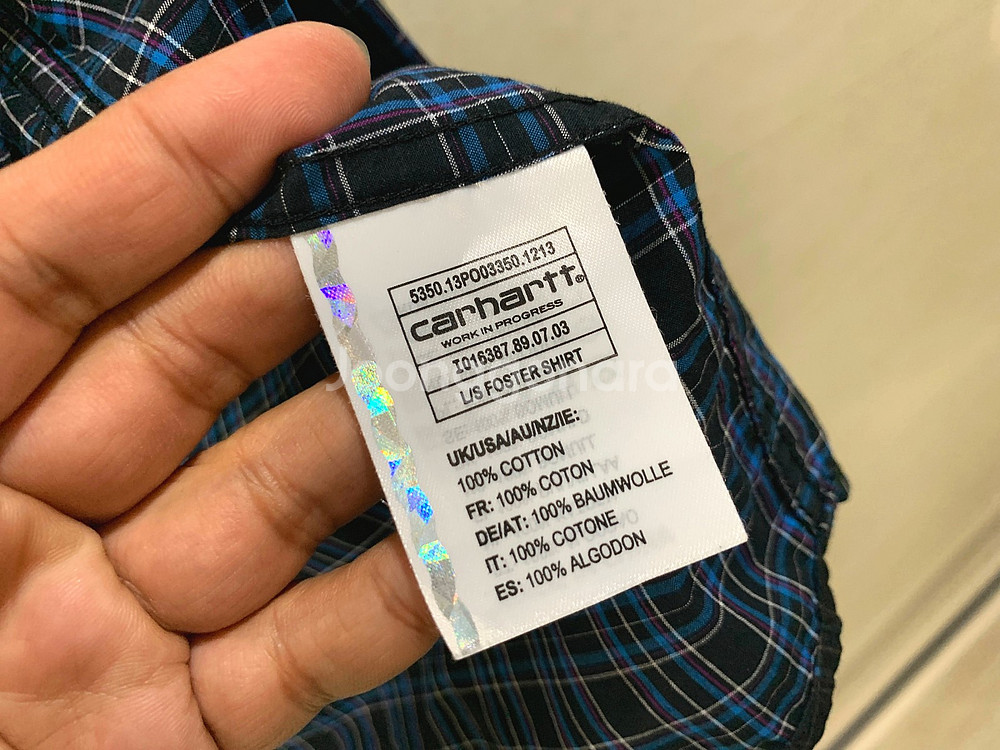 5350.13PO03350.1213
carhartt®
WORK IN PROGRESS
I016387.89.07.03
L/S FOSTER SHIRT
UK/USA/AU/NZ/IE:
100% COTTON
FR: 100% COTON
DE/AT: 100% BAUMWOLLE
IT: 100% COTONE
ES: 100% ALGODON